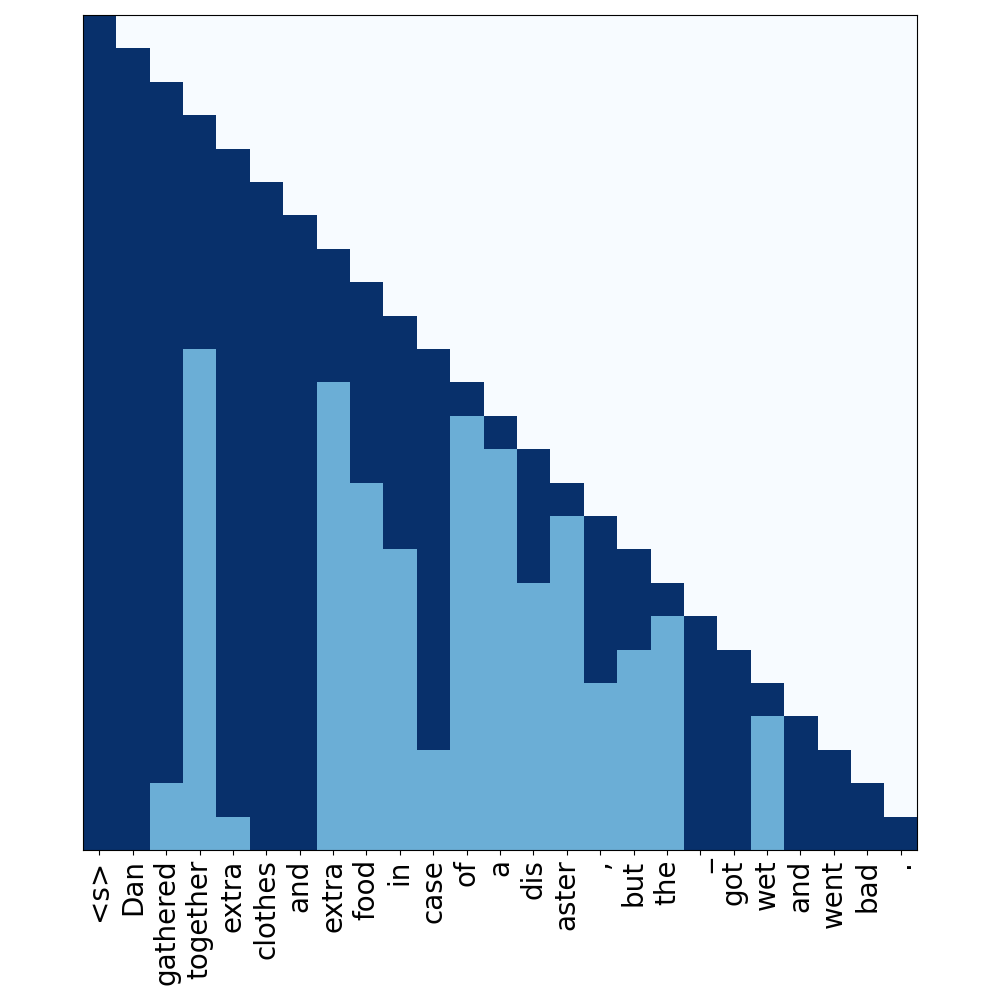 <s>
Dan
gathered
together
extra
clothes
and
extra
food
in
case
of
a
dis
aster
,
but
the
_
got
wet
and
went
bad
.